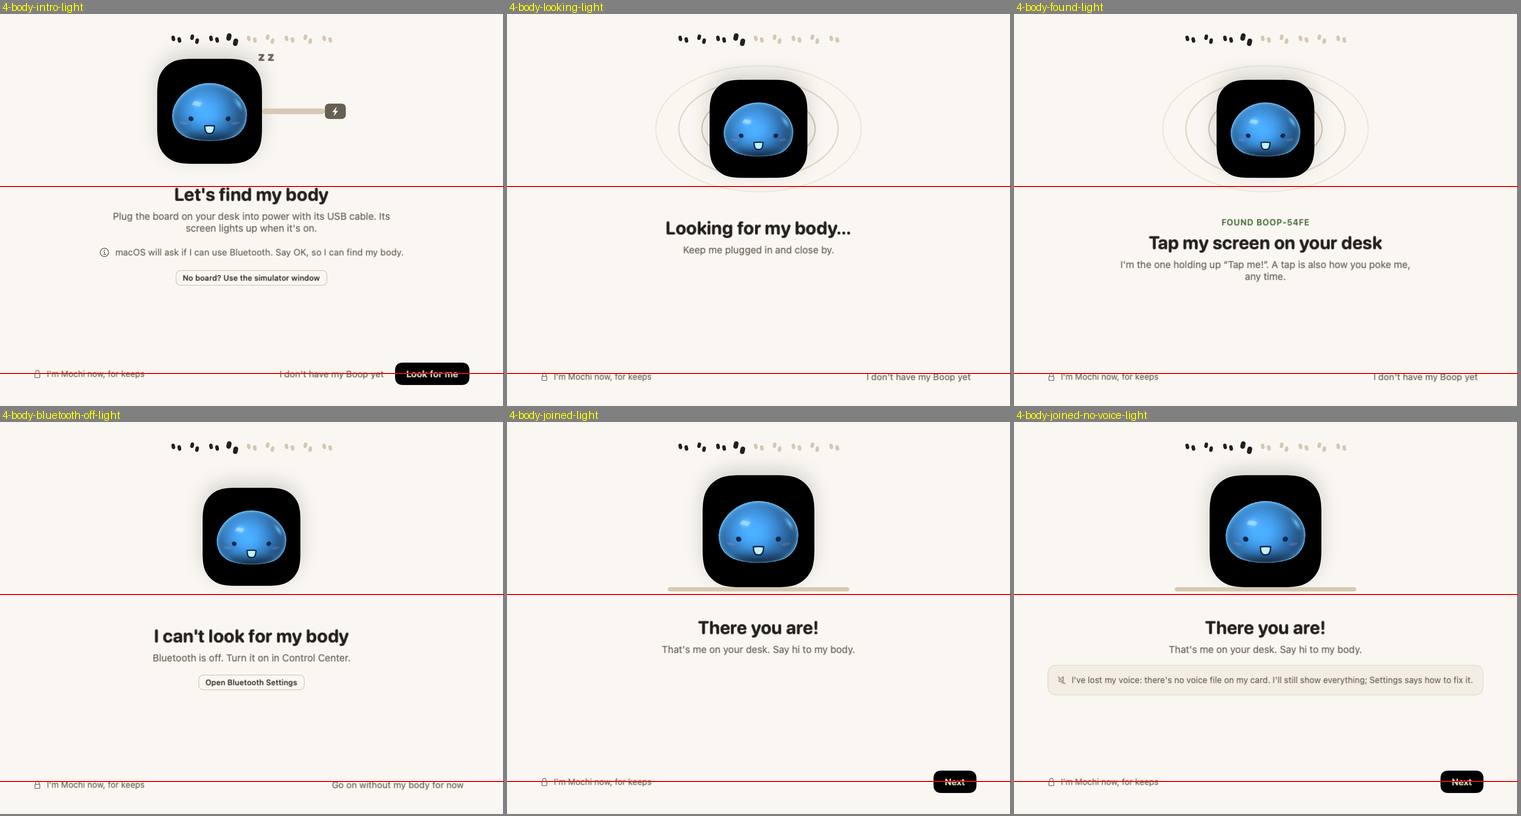 4-body-intro-light
z z
Let's find my body
Plug the board on your desk into power with its USB cable. Its
screen lights up when it's on.
macOS will ask if I can use Bluetooth. Say OK, so I can find my body.
No board? Use the simulator window
I'm Mochi now, for keeps
I don't have my Boop yet
Look for me
4-body-looking-light
Looking for my body...
Keep me plugged in and close by.
I'm Mochi now, for keeps
I don't have my Boop yet
4-body-found-light
FOUND BOOP-54FE
Tap my screen on your desk
I'm the one holding up “Tap me!”. A tap is also how you poke me,
any time.
I'm Mochi now, for keeps
I don't have my Boop yet
4-body-bluetooth-off-light
I can't look for my body
Bluetooth is off. Turn it on in Control Center.
Open Bluetooth Settings
I'm Mochi now, for keeps
Go on without my body for now
4-body-joined-light
There you are!
That's me on your desk. Say hi to my body.
I'm Mochi now, for keeps
Next
4-body-joined-no-voice-light
There you are!
That's me on your desk. Say hi to my body.
I've lost my voice: there's no voice file on my card. I'll still show everything; Settings says how to fix it.
I'm Mochi now, for keeps
Next